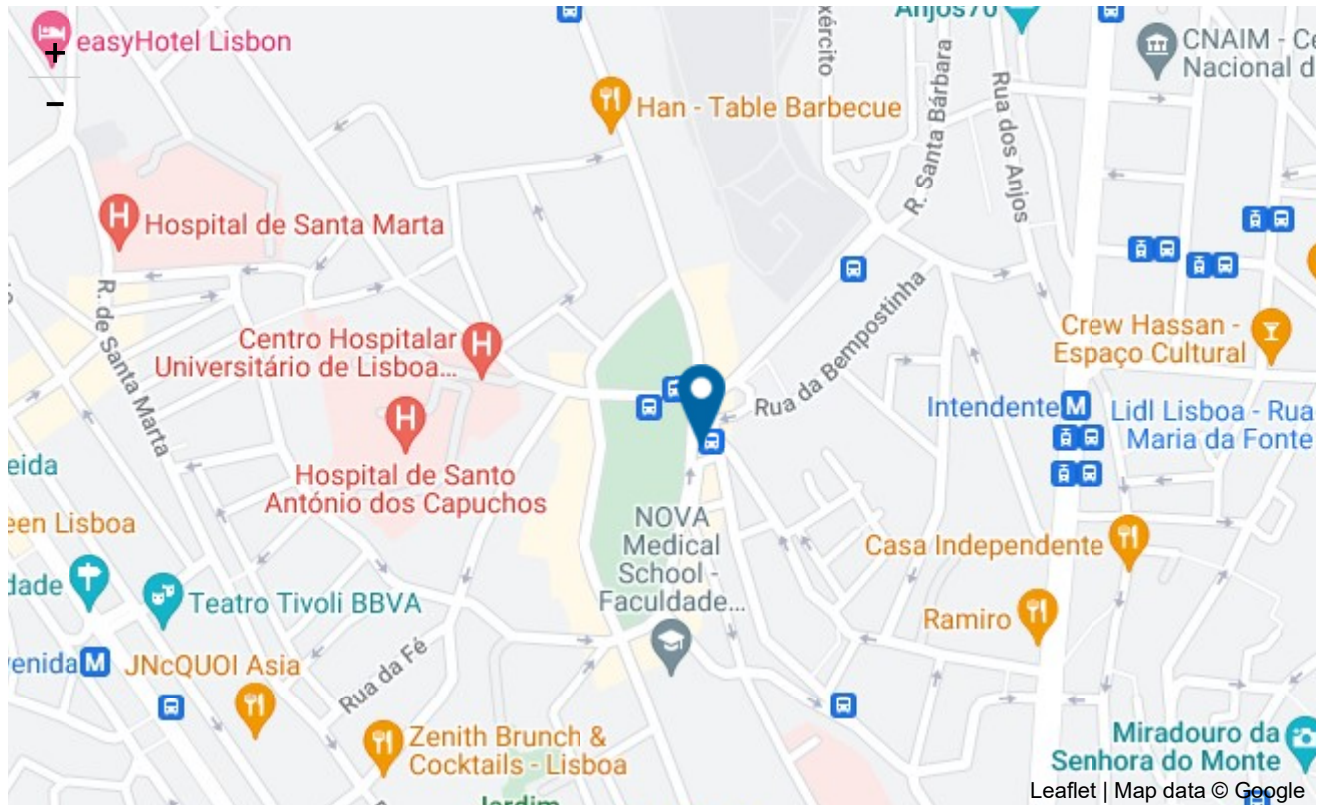 Anjos70
easyHotel Lisbon
+
−
CNAIM - Ce
Nacional d
xército
R. Santa Bárbara
Rua dos Anjos
Han - Table Barbecue
H
Hospital de Santa Marta
R. de Santa Marta
Centro Hospitalar
Universitário de Lisboa...
H
H
Hospital de Santo
António dos Capuchos
Rua da Bempostinha
Crew Hassan -
Espaço Cultural
Intendente M
Lidl Lisboa - Rua
Maria da Fonte
eida
een Lisboa
dade
Teatro Tivoli BBVA
NOVA
Medical
School -
Faculdade...
Casa Independente
Ramiro
venida M
JNcQUOI Asia
Rua da Fé
Zenith Brunch &
Cocktails - Lisboa
Miradouro da
Senhora do Monte
Jardim
Leaflet | Map data © Google